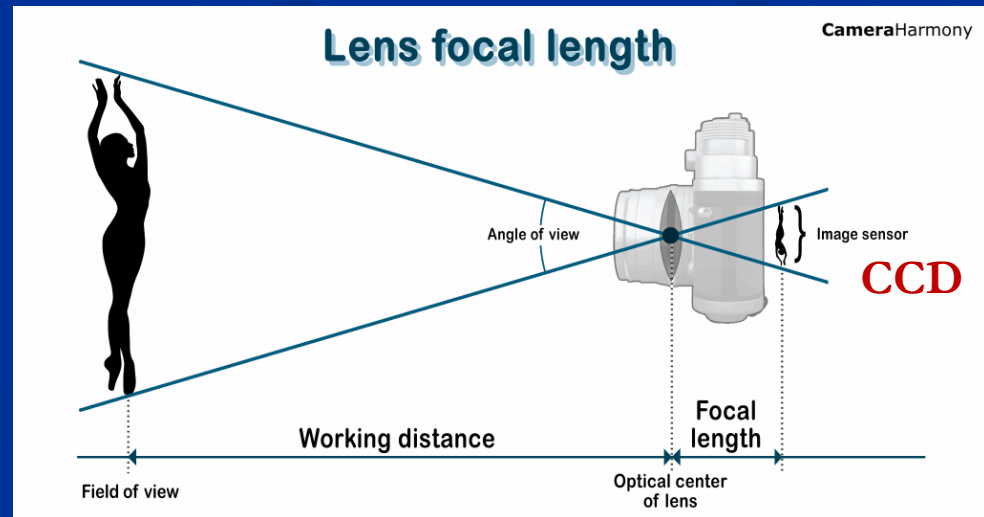 Lens focal length
CameraHarmony
Angle of view
Image sensor
CCD
Working distance
Focal
length
Field of view
Optical center
of lens